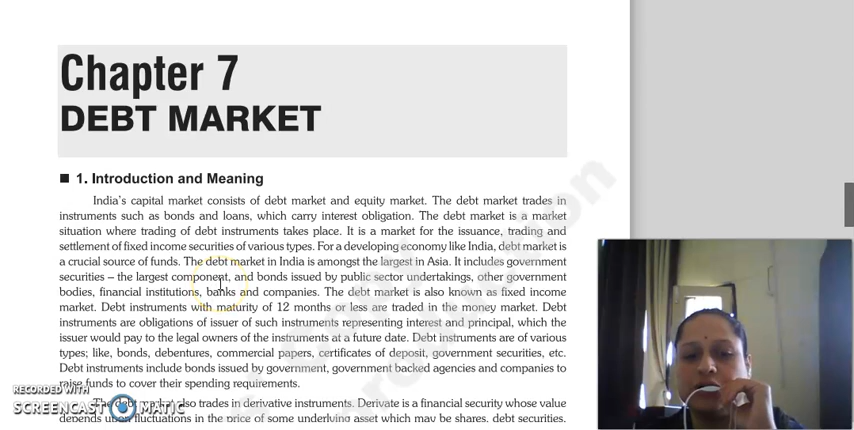 Chapter 7
DEBT MARKET
■ 1. Introduction and Meaning
India's capital market consists of debt market and equity market. The debt market trades in
instruments such as bonds and loans, which carry interest obligation. The debt market is a market
situation where trading of debt instruments takes place. It is a market for the issuance, trading and
settlement of fixed income securities of various types. For a developing economy like India, debt market is
a crucial source of funds. The debt market in India is amongst the largest in Asia. It includes government
securities – the largest component, and bonds issued by public sector undertakings, other government
bodies, financial institutions, banks and companies. The debt market is also known as fixed income
market. Debt instruments with maturity of 12 months or less are traded in the money market. Debt
instruments are obligations of issuer of such instrument representing interest and principal, which the
issuer would pay to the legal owners of the instruments at a future date. Debt instruments are of various
types; like, bonds, debentures, commercial papers, certificates of deposit, government securities, etc.
Debt instruments include bonds issued by government, government backed agencies and companies to
raise funds to cover their spending requirements.
The debt market also trades in derivative instruments. Derivate is a financial security whose value
depends upon fluctuations in the price of some underlying asset which may be shares, debt securities,
RECORDED WITH
SCREENCAST MATIC